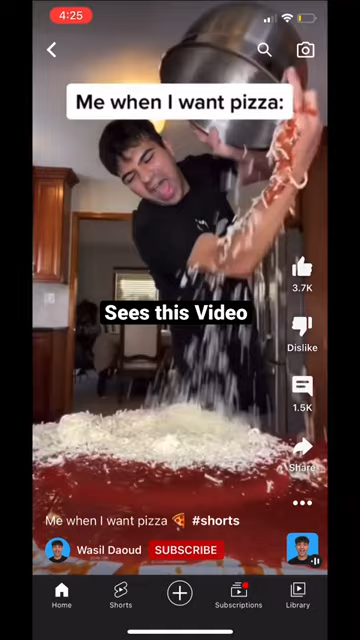 4:25
Me when I want pizza:
Sees this Video
3.7K
Dislike
1.5K
Share
Me when I want pizza 🍕 #shorts
Wasil Daoud SUBSCRIBE
Home Shorts Subscriptions Library